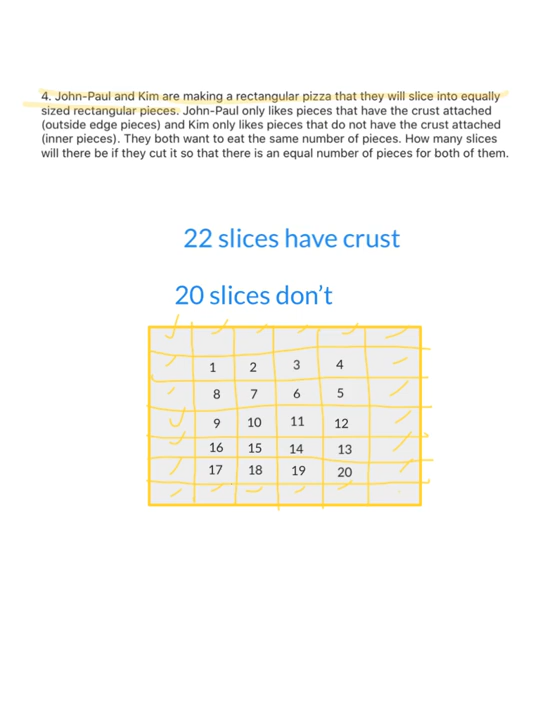 4. John-Paul and Kim are making a rectangular pizza that they will slice into equally
sized rectangular pieces. John-Paul only likes pieces that have the crust attached
(outside edge pieces) and Kim only likes pieces that do not have the crust attached
(inner pieces). They both want to eat the same number of pieces. How many slices
will there be if they cut it so that there is an equal number of pieces for both of them.
22 slices have crust
20 slices don't
1 2 3 4
8 7 6 5
9 10 11 12
16 15 14 13
17 18 19 20